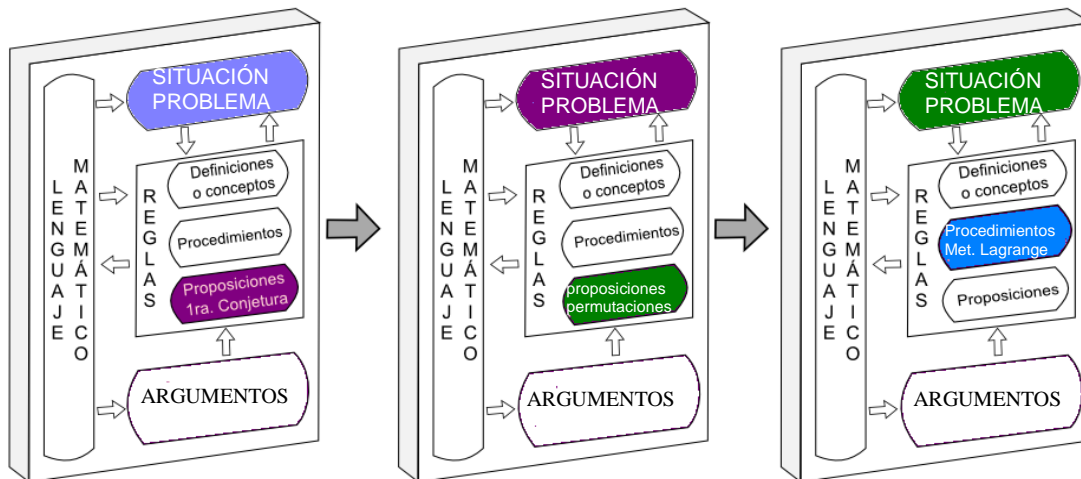 LENGUAJE
MATEMÁTICO
SITUACIÓN
PROBLEMA
REGLAS
Definiciones
o conceptos
Procedimientos
Proposiciones
1ra. Conjetura
ARGUMENTOS
LENGUAJE
MATEMÁTICO
SITUACIÓN
PROBLEMA
REGLAS
Definiciones
o conceptos
Procedimientos
proposiciones
permutaciones
ARGUMENTOS
LENGUAJE
MATEMÁTICO
SITUACIÓN
PROBLEMA
REGLAS
Definiciones
o conceptos
Procedimientos
Met. Lagrange
Proposiciones
ARGUMENTOS